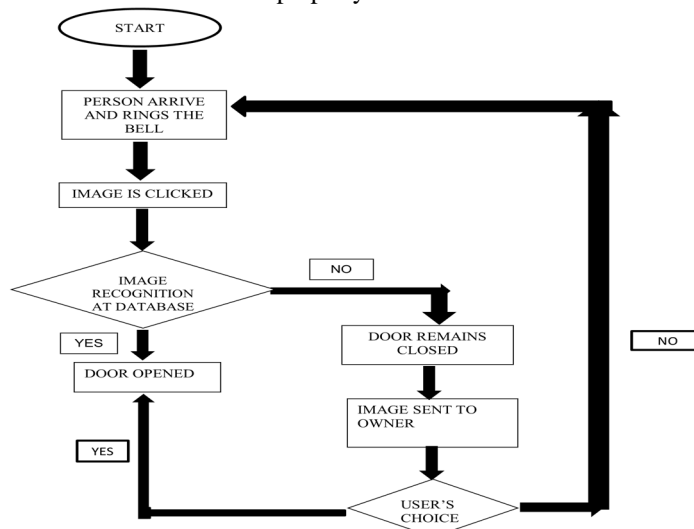 START
PERSON ARRIVE
AND RINGS THE
BELL
IMAGE IS CLICKED
IMAGE
RECOGNITION
AT DATABASE
NO
YES
DOOR OPENED
DOOR REMAINS
CLOSED
IMAGE SENT TO
OWNER
NO
YES
USER'S
CHOICE